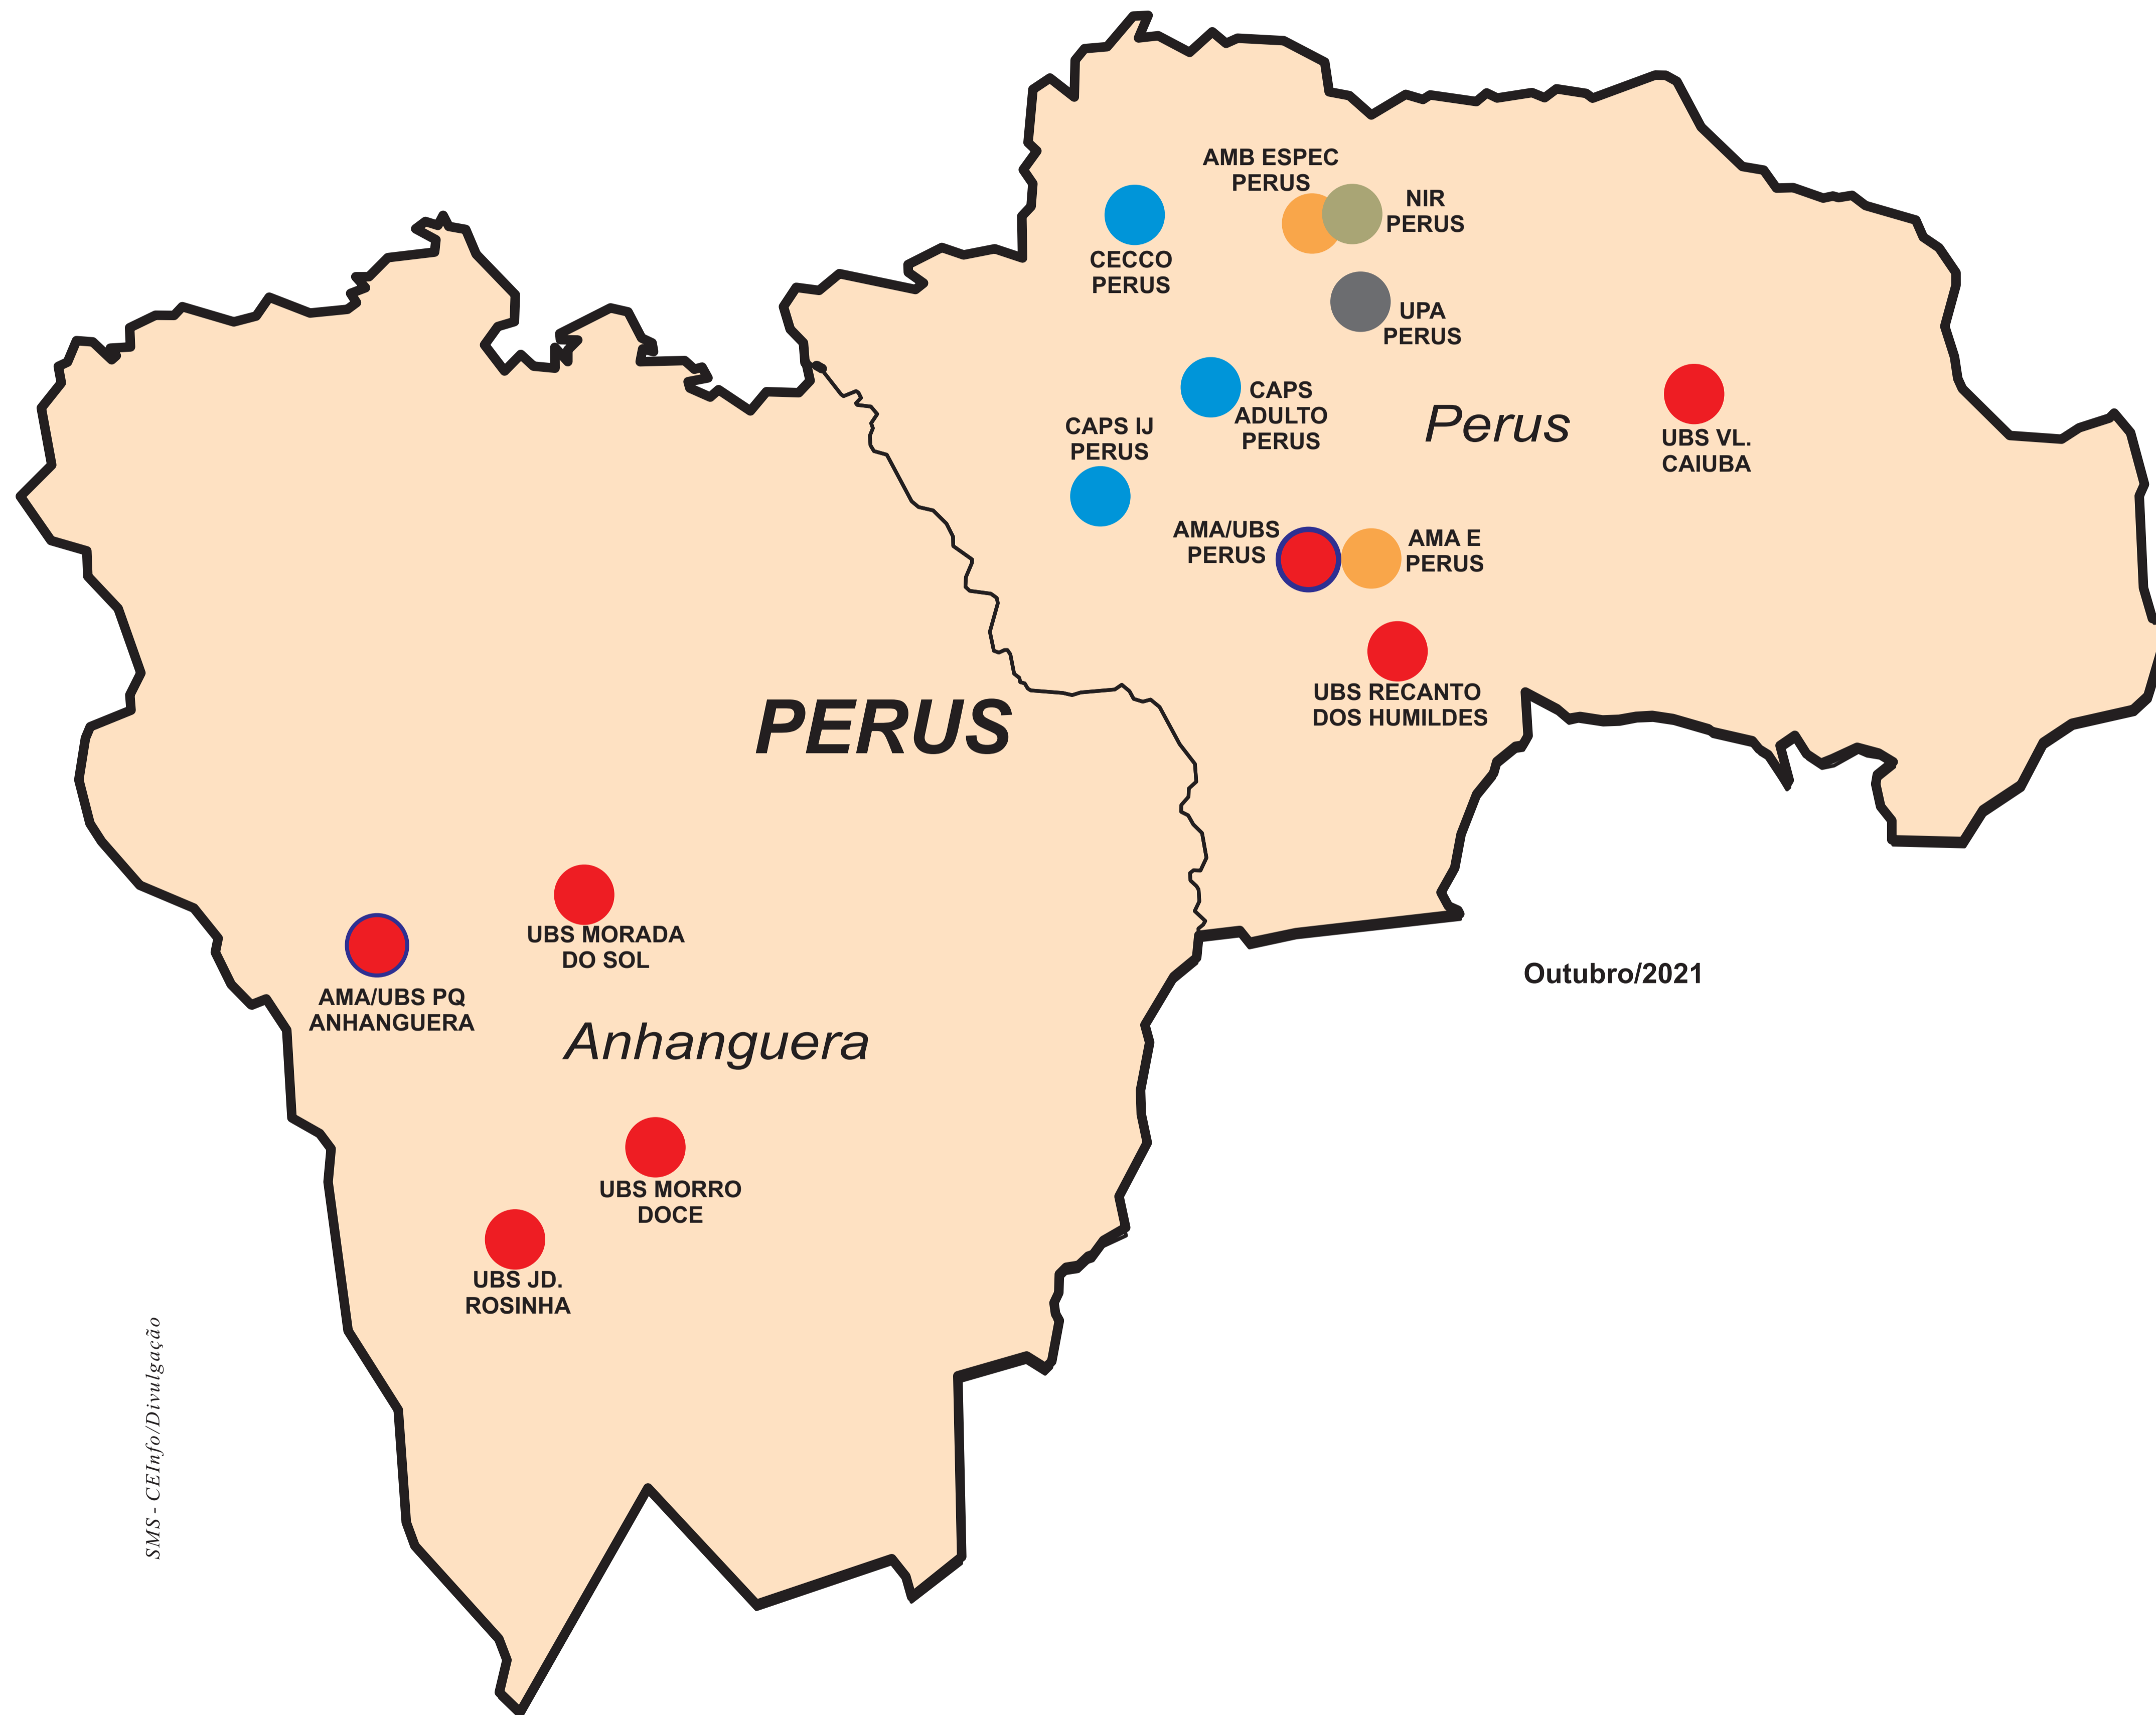 AMB ESPEC
PERUS
NIR
PERUS
CECCO
PERUS
UPA
PERUS
CAPS
ADULTO
PERUS
Perus
CAPS IJ
PERUS
UBS VL.
CAIUBA
AMA/UBS
PERUS
AMA E
PERUS
UBS RECANTO
DOS HUMILDES
PERUS
UBS MORADA
DO SOL
Outubro/2021
AMA/UBS PQ
ANHANGUERA
Anhanguera
UBS MORRO
DOCE
UBS JD.
ROSINHA
SMS - CEInfo/Divulgação